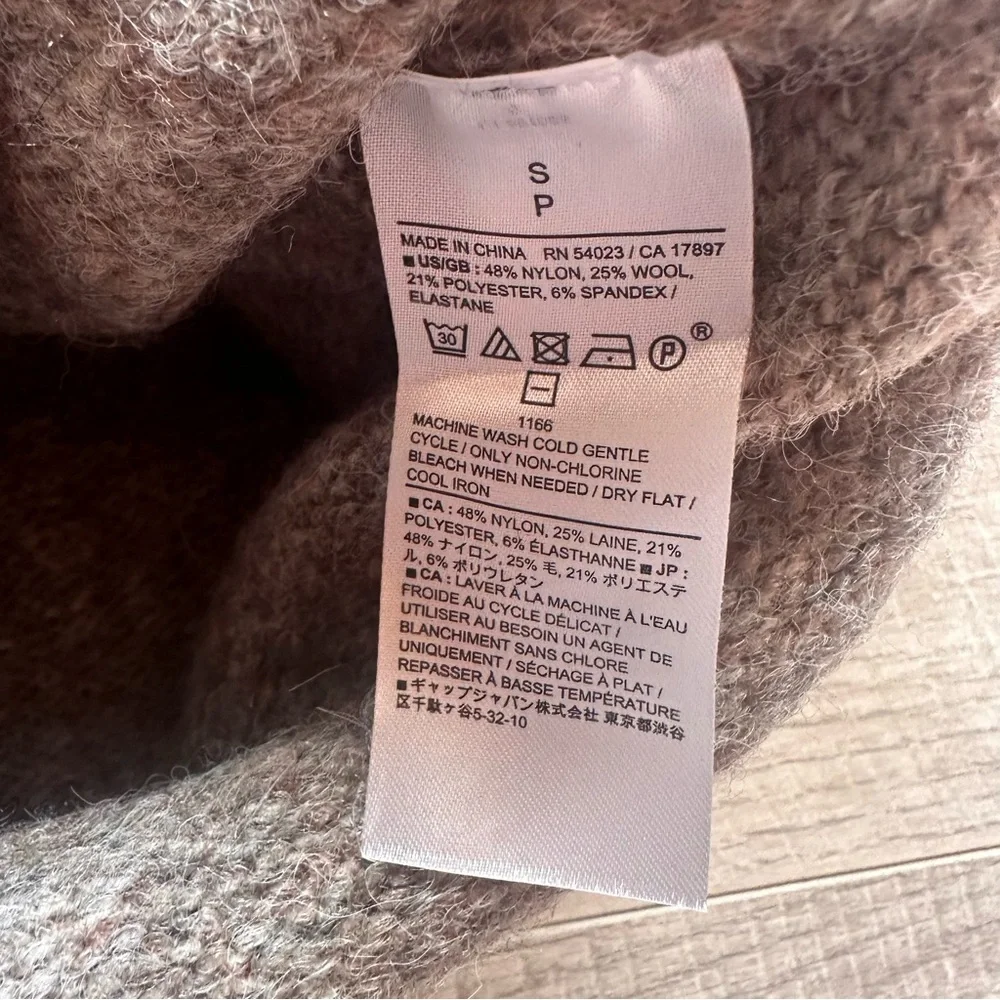 S
P
MADE IN CHINA RN 54023 / CA 17897
■ US/GB : 48% NYLON, 25% WOOL,
21% POLYESTER, 6% SPANDEX /
ELASTANE
30
P
®
1166
MACHINE WASH COLD GENTLE
CYCLE / ONLY NON-CHLORINE
BLEACH WHEN NEEDED / DRY FLAT /
COOL IRON
■ CA : 48% NYLON, 25% LAINE, 21%
POLYESTER, 6% ÉLASTHANNE ■ JP :
48% ナイロン, 25% 毛, 21% ポリエステ
ル, 6% ポリウレタン
■ CA : LAVER À LA MACHINE À L'EAU
FROIDE AU CYCLE DÉLICAT /
UTILISER AU BESOIN UN AGENT DE
BLANCHIMENT SANS CHLORE
UNIQUEMENT / SÉCHAGE À PLAT /
REPASSER À BASSE TEMPÉRATURE
■ ギャップジャパン株式会社 東京都渋谷
区千駄ヶ谷5-32-10